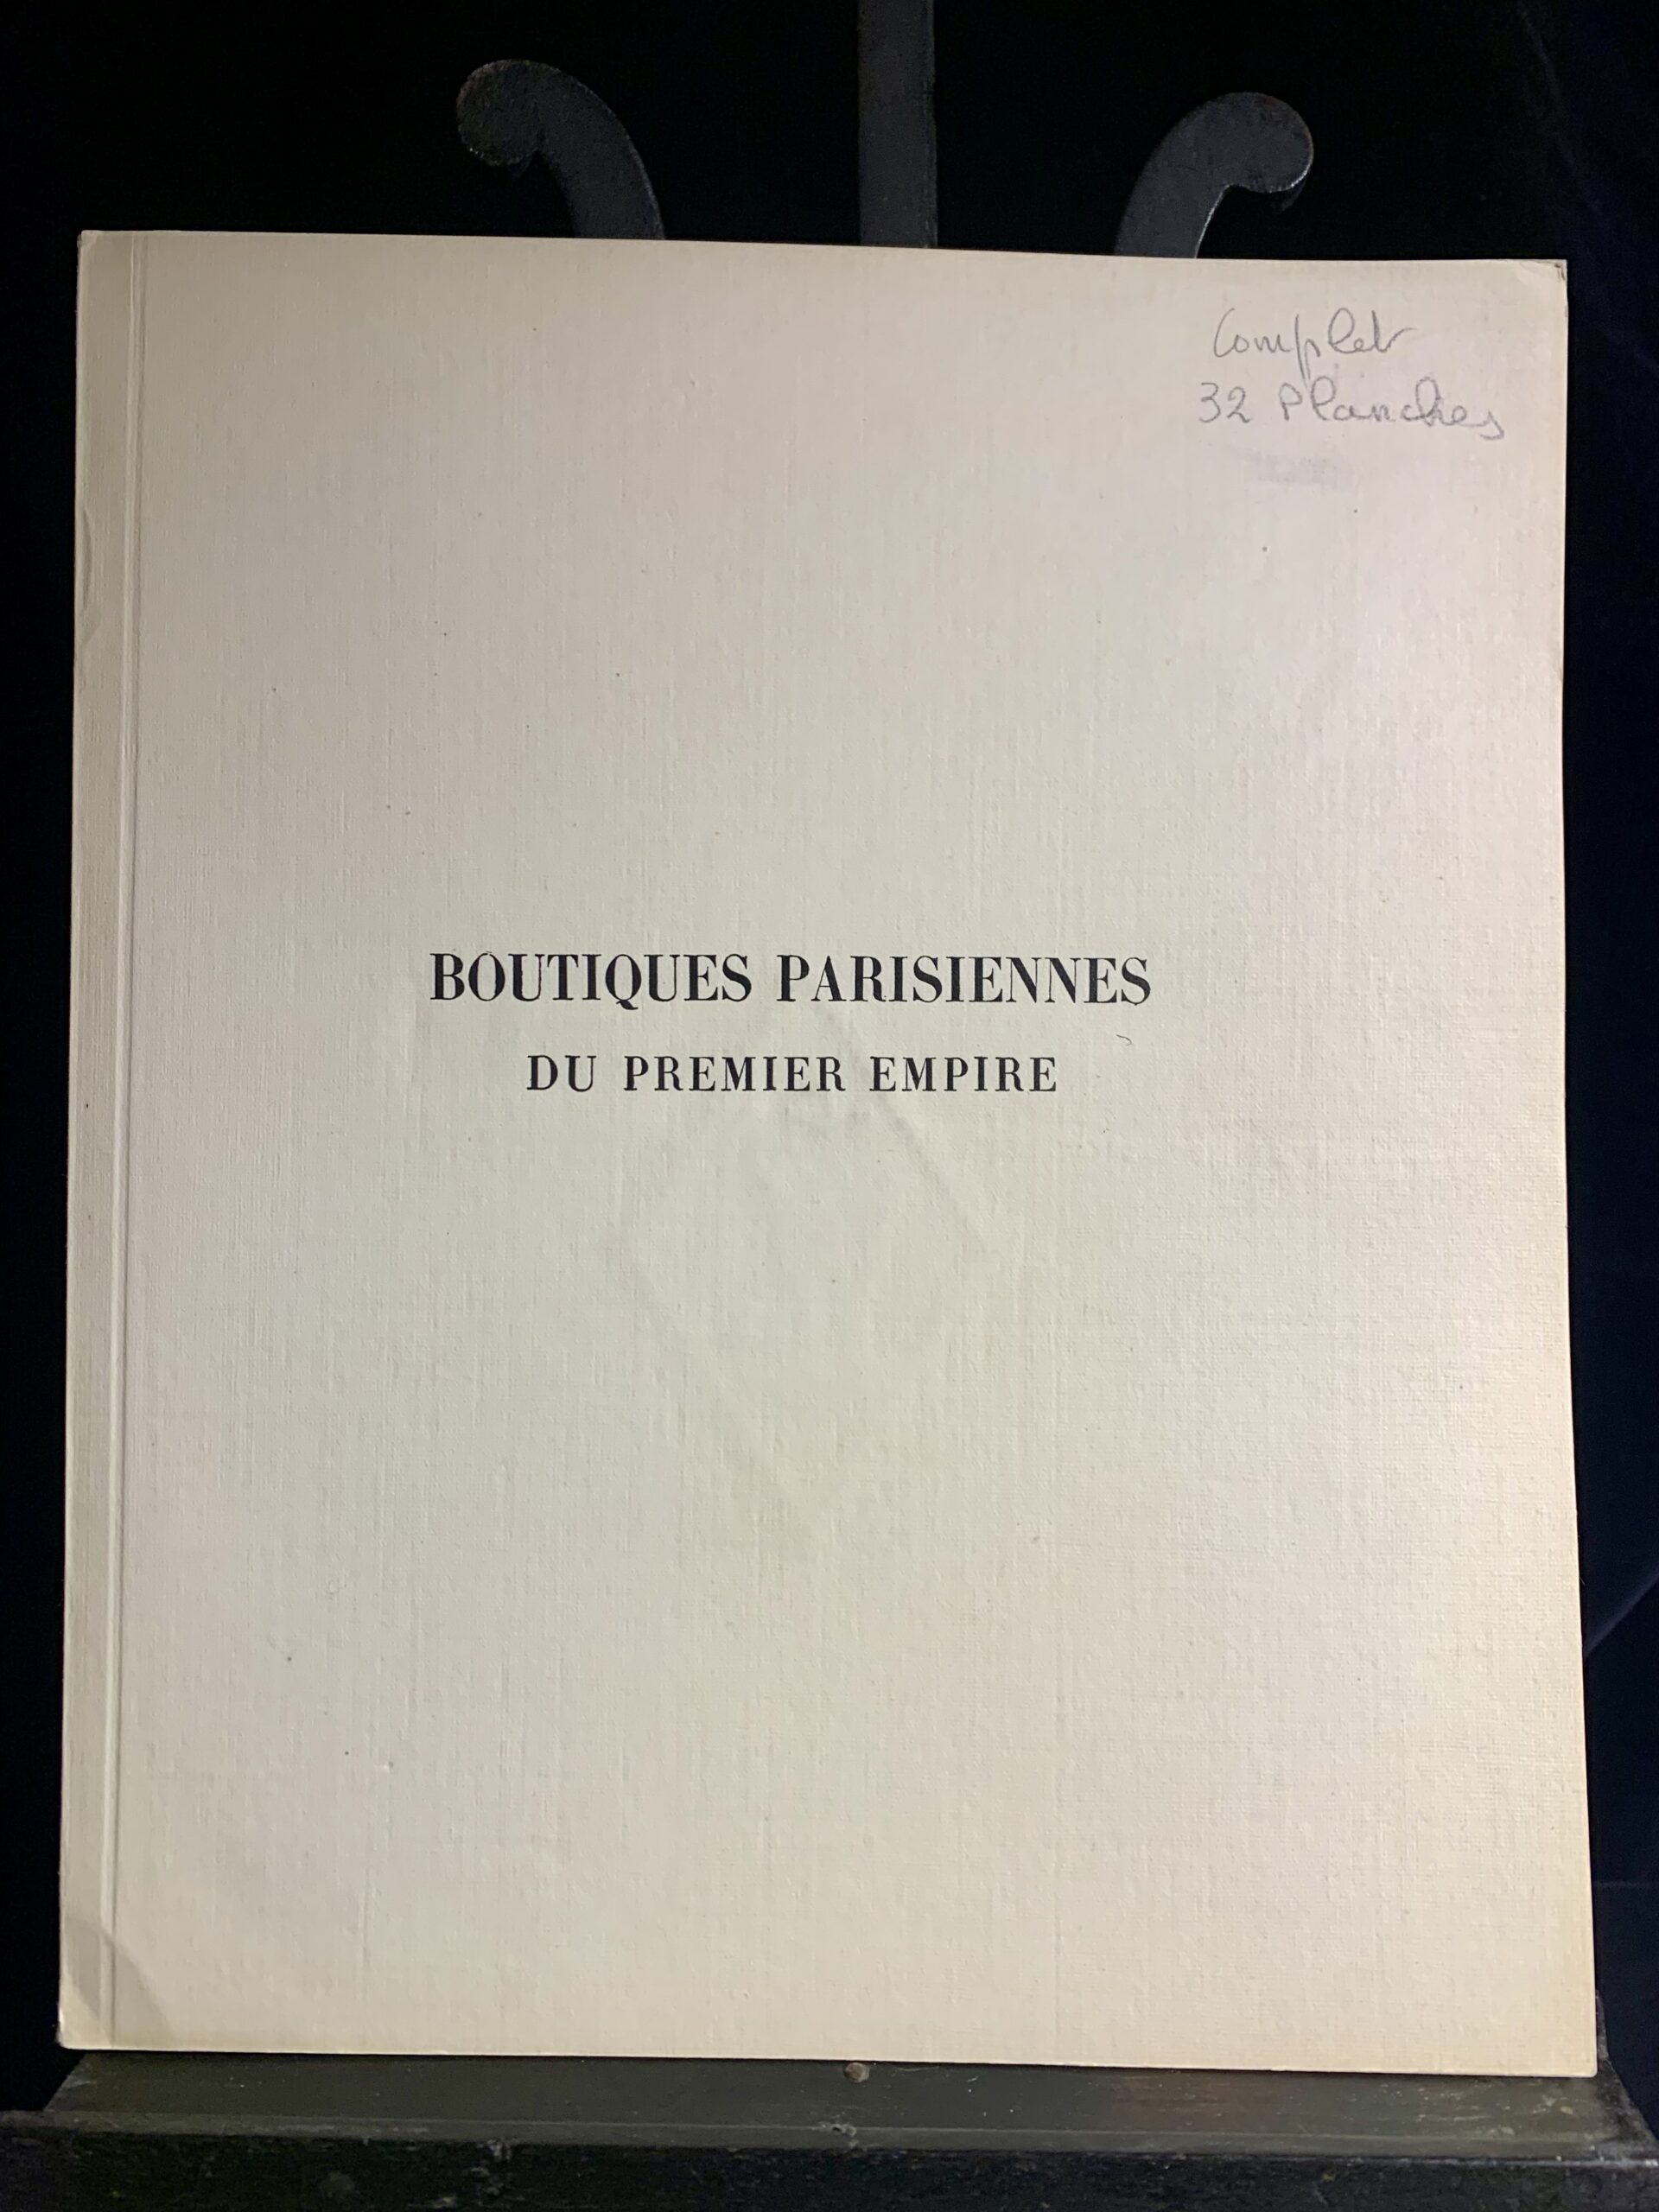 Complet
32 Planches
BOUTIQUES PARISIENNES
DU PREMIER EMPIRE